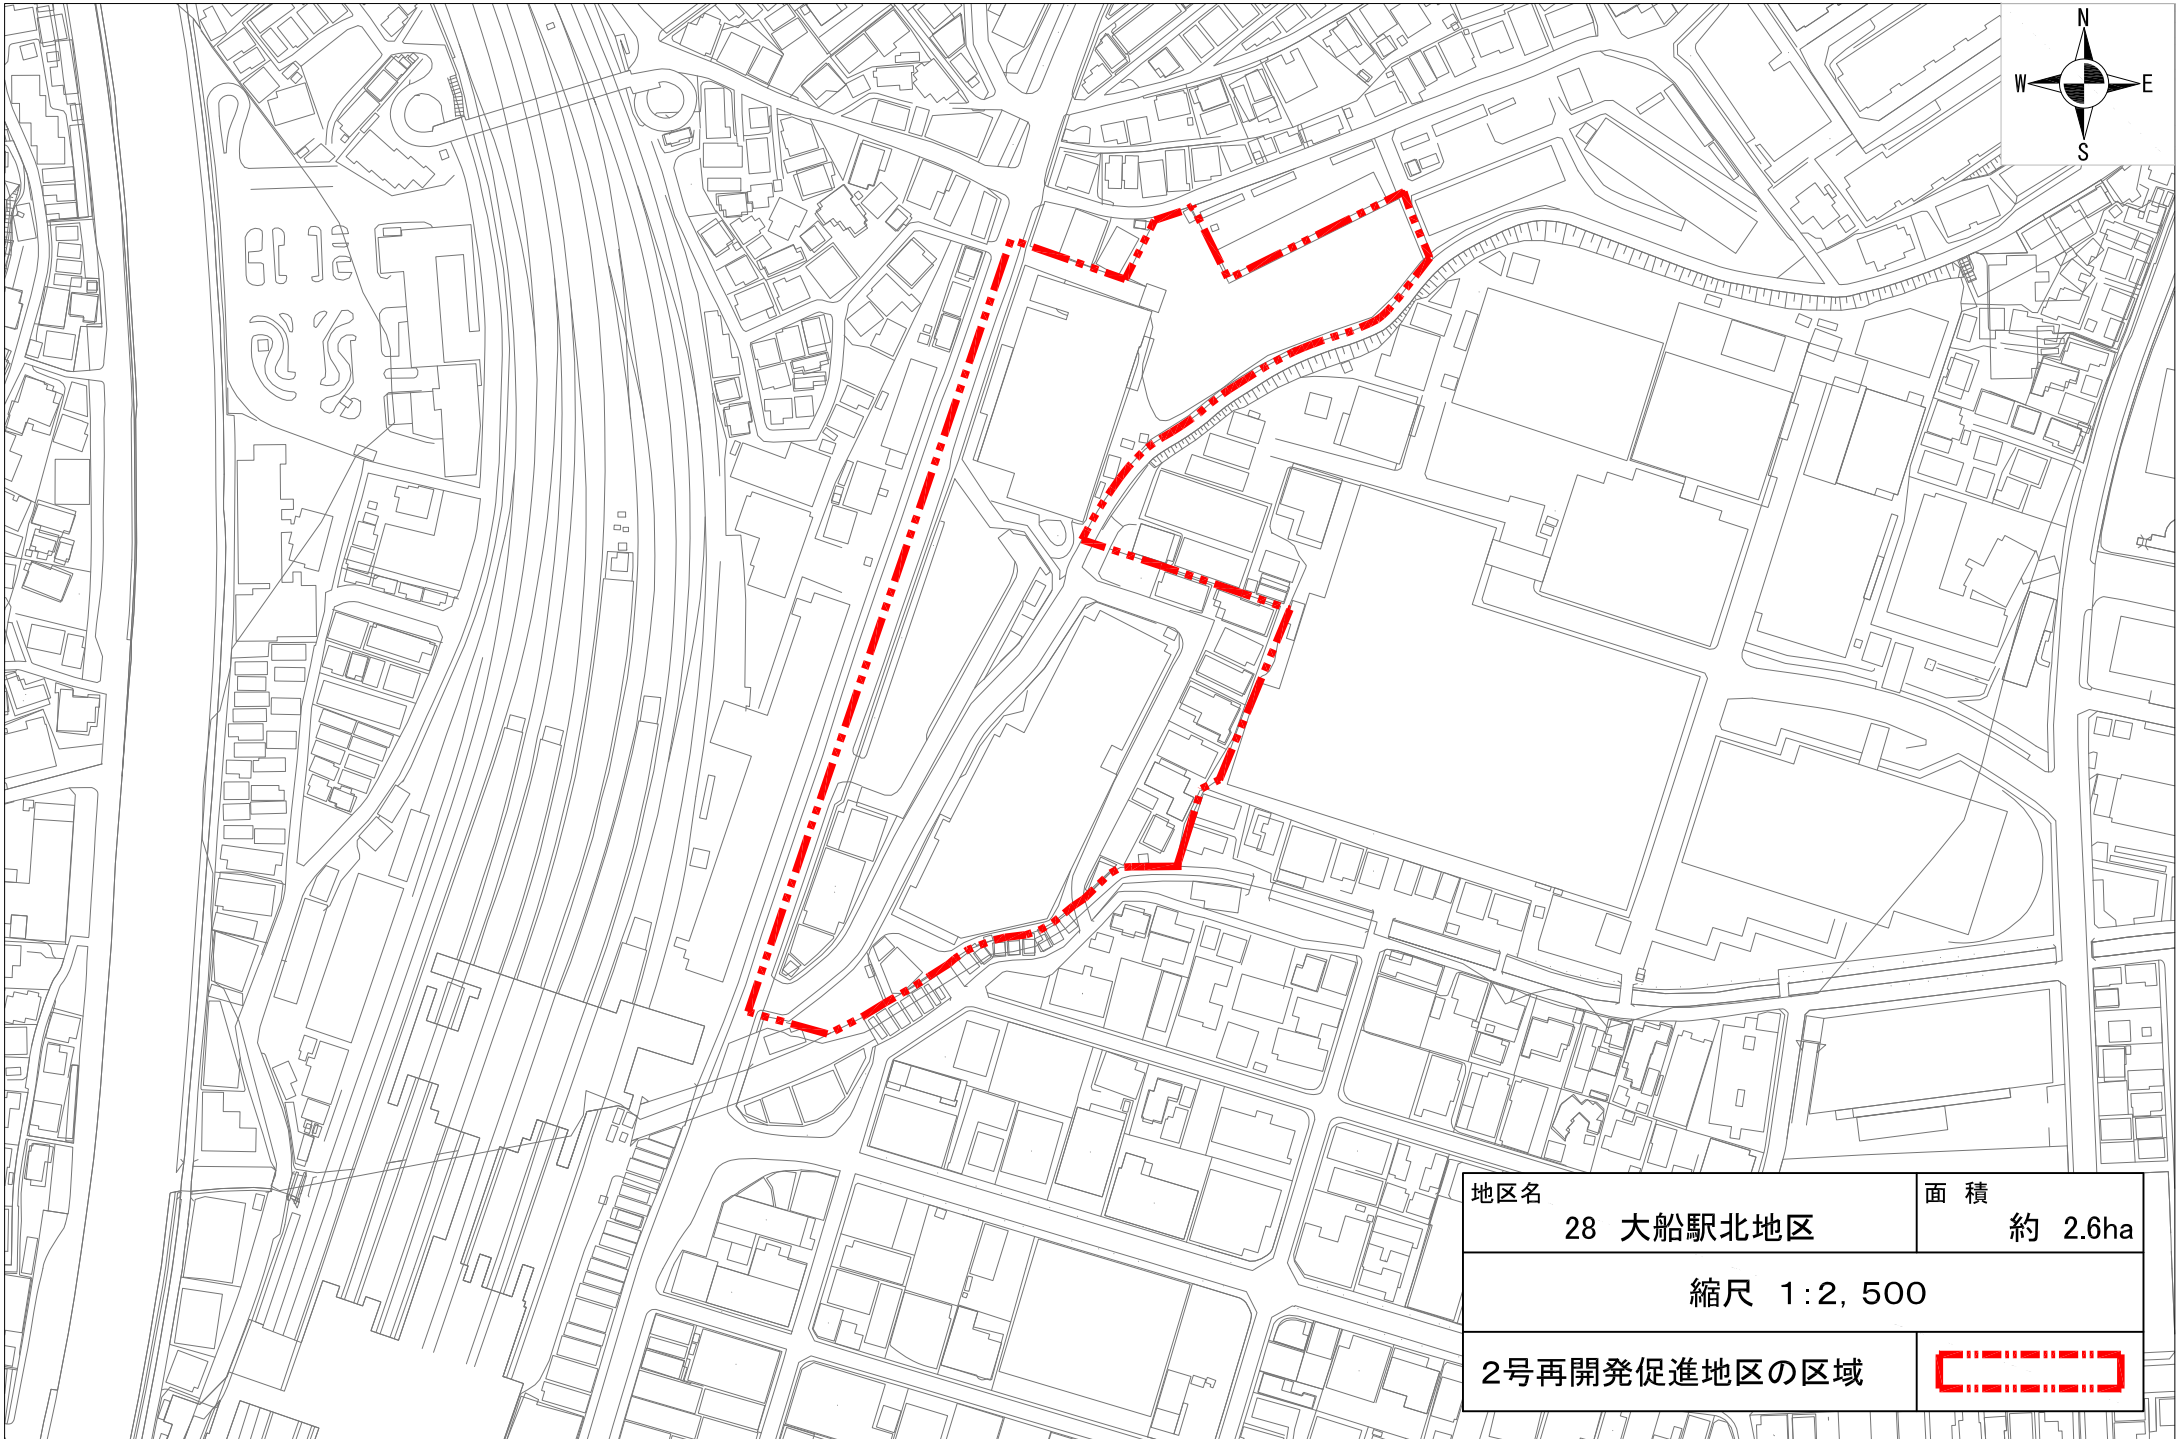 N
W E
S
地区名
28 大船駅北地区
面 積
約 2.6ha
縮尺 1:2,500
2号再開発促進地区の区域